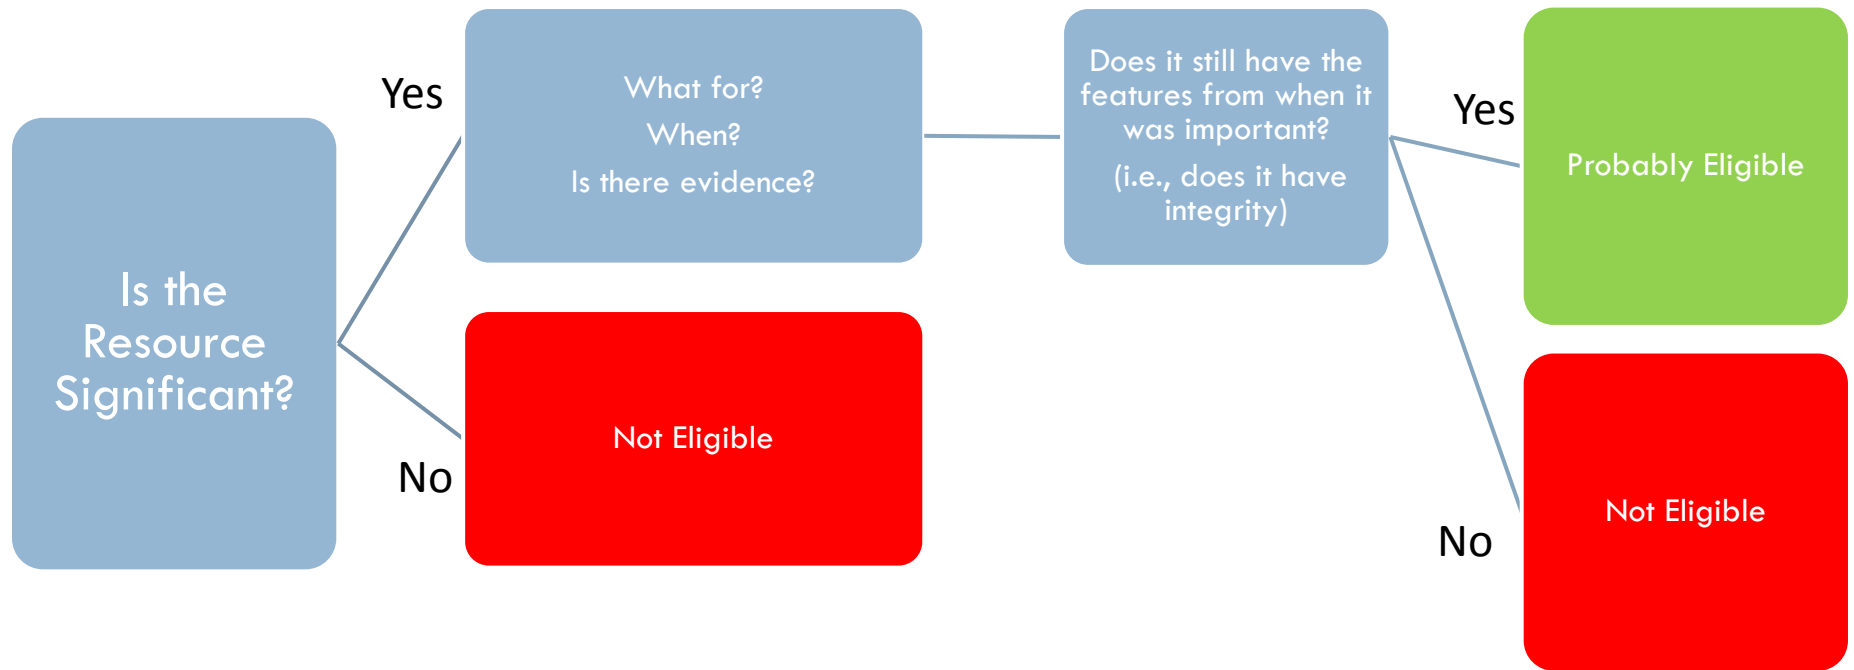 Is the
Resource
Significant?
Yes
What for?
When?
Is there evidence?
No
Not Eligible
Does it still have the
features from when it
was important?
(i.e., does it have
integrity)
Yes
Probably Eligible
No
Not Eligible